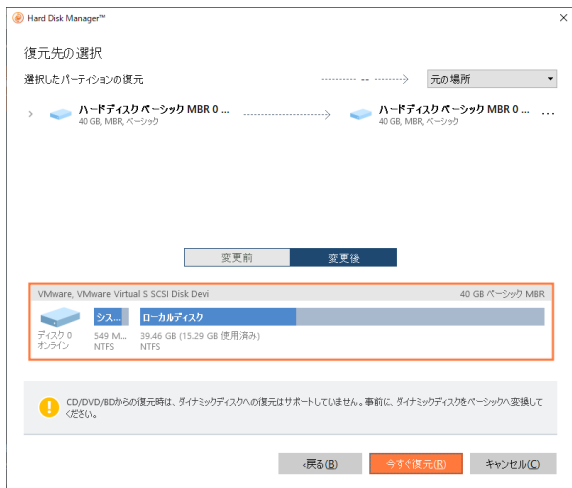 Hard Disk Manager™
復元先の選択
選択したパーティションの復元
元の場所
ハードディスク ベーシック MBR 0 ...
40 GB, MBR, ベーシック
ハードディスク ベーシック MBR 0 ...
40 GB, MBR, ベーシック
変更前
変更後
VMware, VMware Virtual S SCSI Disk Devi
40 GB ベーシック MBR
シス...
ローカルディスク
ディスク 0
オンライン
549 M...
NTFS
39.46 GB (15.29 GB 使用済み)
NTFS
CD/DVD/BDからの復元時は、ダイナミックディスクへの復元はサポートしていません。事前に、ダイナミックディスクをベーシックへ変換して
ください。
‹戻る(B)
今すぐ復元(R)
キャンセル(C)